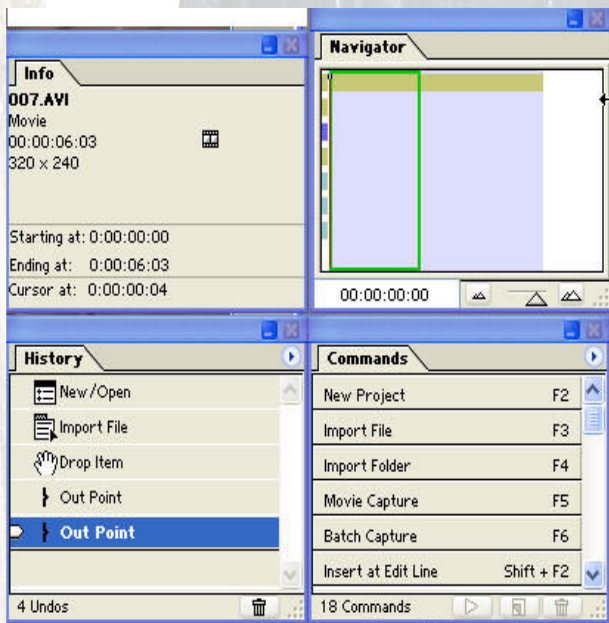 Info
007.AVI
Movie
00:00:06:03
320 x 240
Starting at: 0:00:00:00
Ending at: 0:00:06:03
Cursor at: 0:00:00:04
Navigator
00:00:00:00
History
New/Open
Import File
Drop Item
Out Point
Out Point
4 Undos
Commands
New Project F2
Import File F3
Import Folder F4
Movie Capture F5
Batch Capture F6
Insert at Edit Line Shift + F2
18 Commands